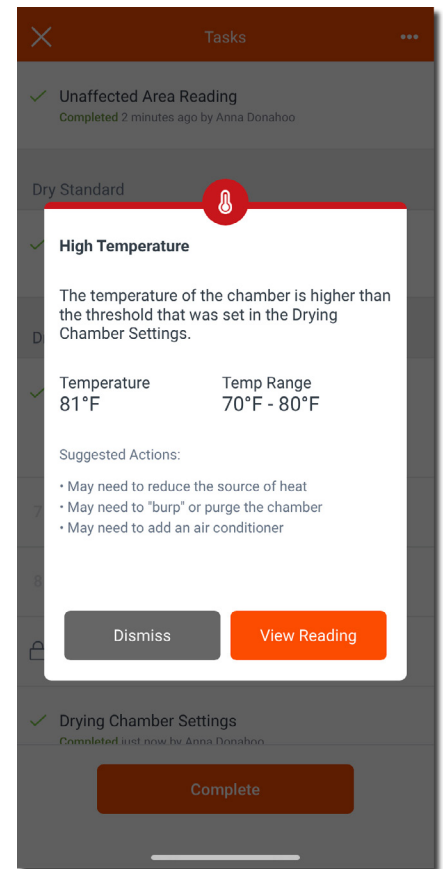 Tasks
Unaffected Area Reading
Completed 2 minutes ago by Anna Donahoo
Dry Standard
High Temperature
The temperature of the chamber is higher than
the threshold that was set in the Drying
Chamber Settings.
Temperature Temp Range
81°F 70°F - 80°F
Suggested Actions:
• May need to reduce the source of heat
• May need to "burp" or purge the chamber
• May need to add an air conditioner
7
8
Dismiss View Reading
Drying Chamber Settings
Completed just now by Anna Donahoo
Complete